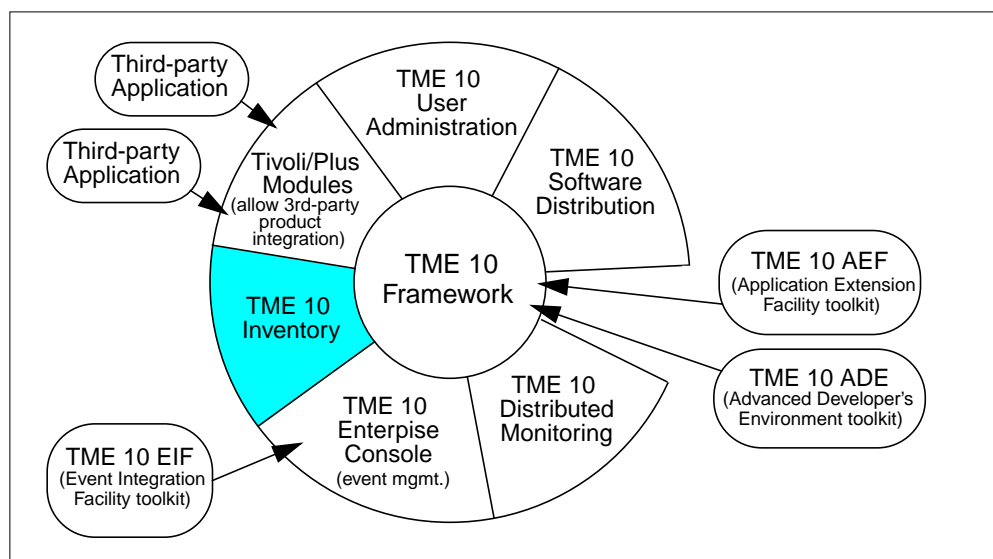 Third-party
Application
Third-party
Application
TME 10
User
Administration
TME 10
Software
Distribution
Tivoli/Plus
Modules
(allow 3rd-party
product
integration)
TME 10
Framework
TME 10 AEF
(Application Extension
Facility toolkit)
TME 10
Inventory
TME 10 ADE
(Advanced Developer's
Environment toolkit)
TME 10
Distributed
Monitoring
TME 10
Enterpise
Console
(event mgmt.)
TME 10 EIF
(Event Integration
Facility toolkit)